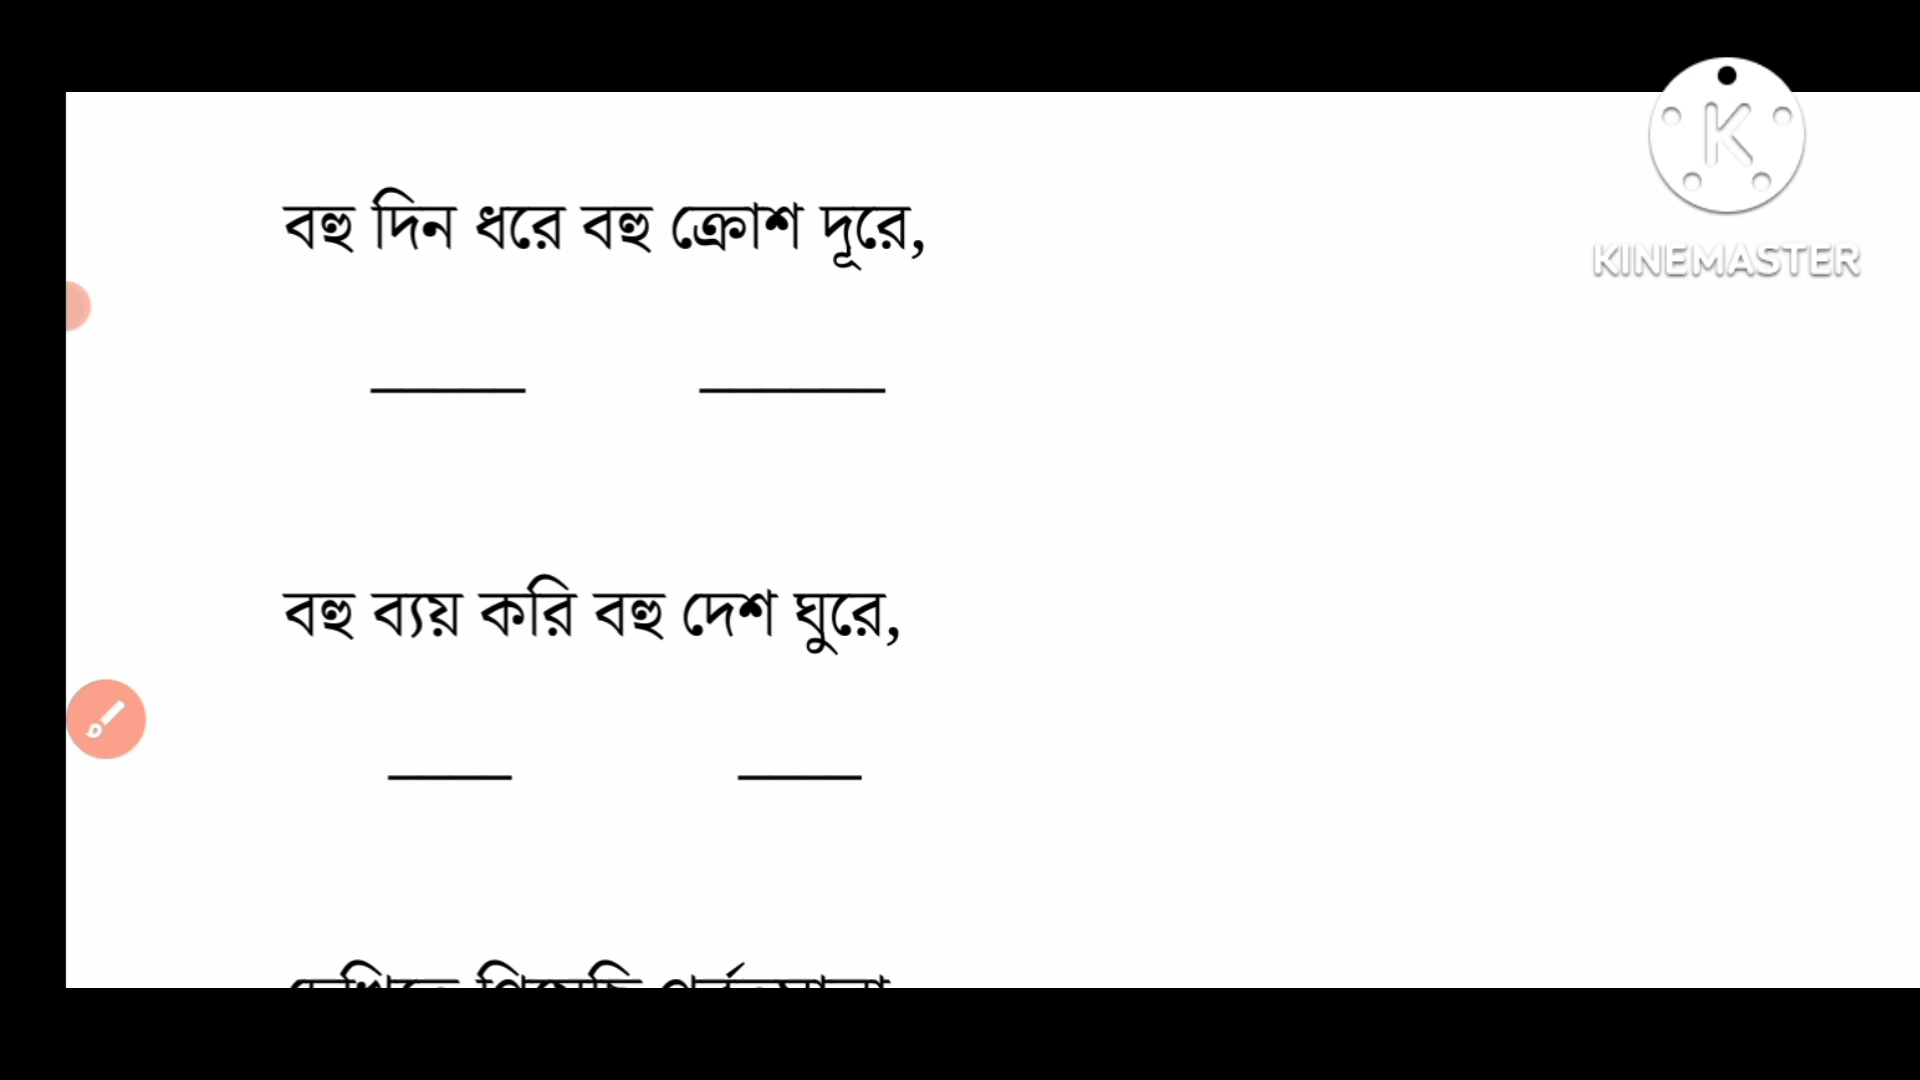 বহু দিন ধরে বহু ক্রোশ দূরে,
KINEMASTER
বহু ব্যয় করি বহু দেশ ঘুরে,